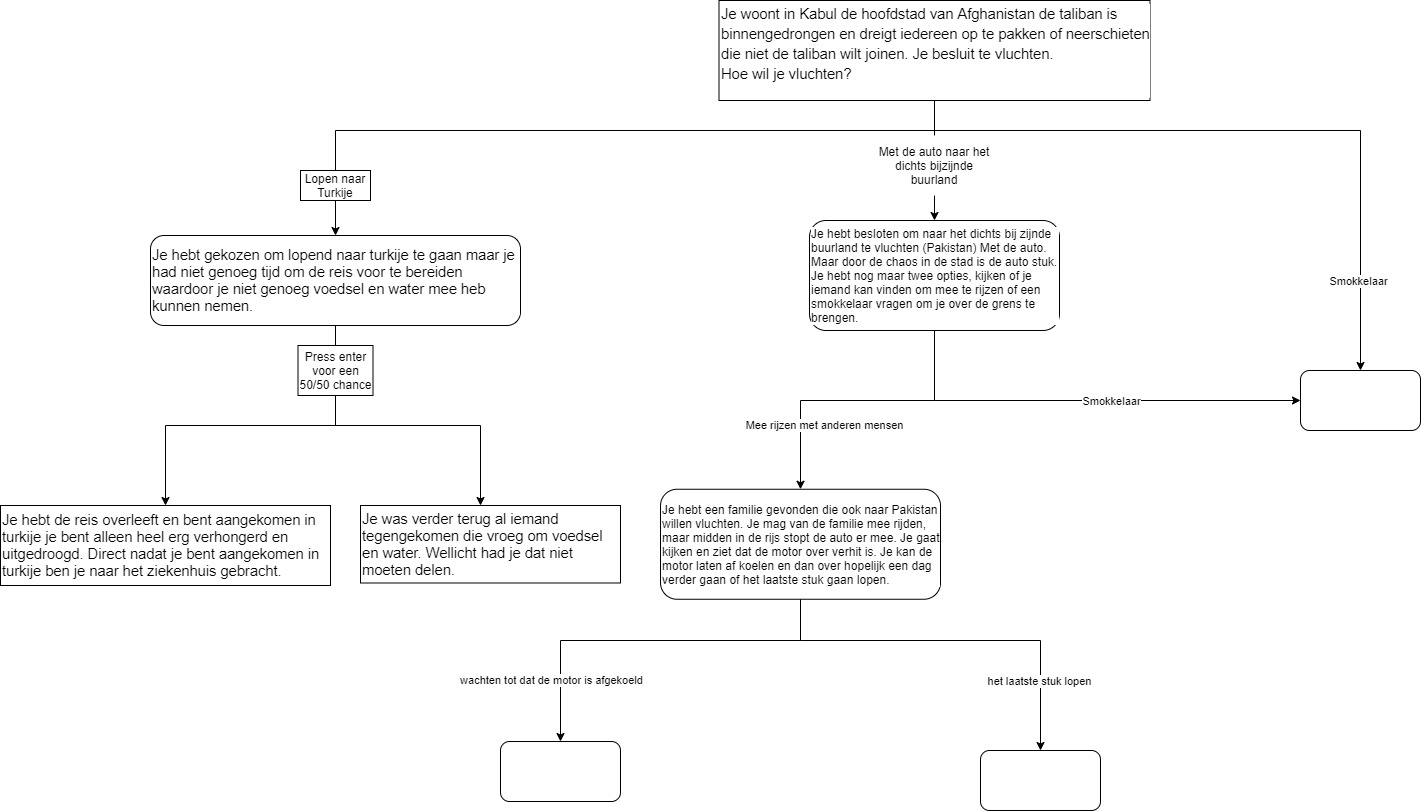 Je woont in Kabul de hoofdstad van Afghanistan de taliban is
binnengedrongen en dreigt iedereen op te pakken of neerschieten
die niet de taliban wilt joinen. Je besluit te vluchten.
Hoe wil je vluchten?
Lopen naar
Turkije
Met de auto naar het
dichts bijzijnde
buurland
Smokkelaar
Je hebt gekozen om lopend naar turkije te gaan maar je
had niet genoeg tijd om de reis voor te bereiden
waardoor je niet genoeg voedsel en water mee heb
kunnen nemen.
Je hebt besloten om naar het dichts bij zijnde
buurland te vluchten (Pakistan) Met de auto.
Maar door de chaos in de stad is de auto stuk.
Je hebt nog maar twee opties, kijken of je
iemand kan vinden om mee te rijzen of een
smokkelaar vragen om je over de grens te
brengen.
Press enter
voor een
50/50 chance
Smokkelaar
Mee rijzen met anderen mensen
Je hebt de reis overleeft en bent aangekomen in
turkije je bent alleen heel erg verhongerd en
uitgedroogd. Direct nadat je bent aangekomen in
turkije ben je naar het ziekenhuis gebracht.
Je was verder terug al iemand
tegengekomen die vroeg om voedsel
en water. Wellicht had je dat niet
moeten delen.
Je hebt een familie gevonden die ook naar Pakistan
willen vluchten. Je mag van de familie mee rijden,
maar midden in de rijs stopt de auto er mee. Je gaat
kijken en ziet dat de motor over verhit is. Je kan de
motor laten af koelen en dan over hopelijk een dag
verder gaan of het laatste stuk gaan lopen.
wachten tot dat de motor is afgekoeld
het laatste stuk lopen